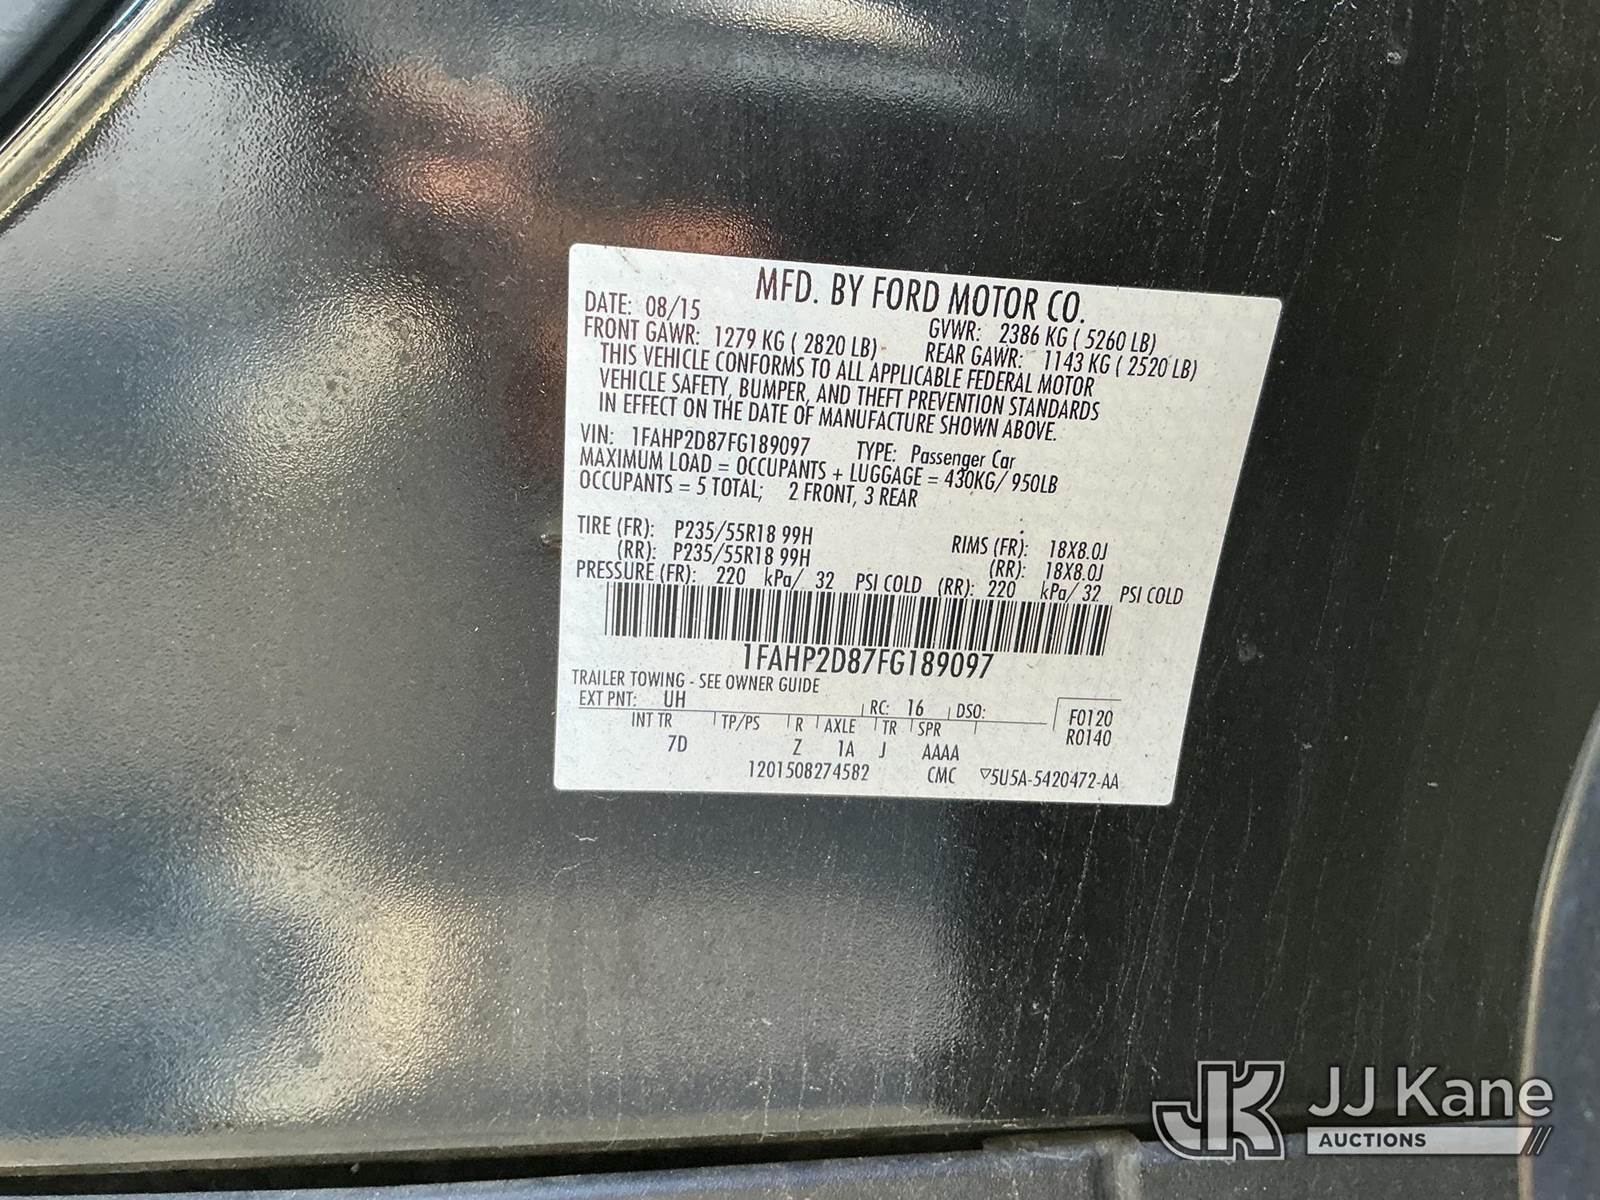 MFD. BY FORD MOTOR CO.
DATE: 08/15 GVWR: 2386 KG ( 5260 LB)
FRONT GAWR: 1279 KG ( 2820 LB) REAR GAWR: 1143 KG ( 2520 LB)
THIS VEHICLE CONFORMS TO ALL APPLICABLE FEDERAL MOTOR
VEHICLE SAFETY, BUMPER, AND THEFT PREVENTION STANDARDS
IN EFFECT ON THE DATE OF MANUFACTURE SHOWN ABOVE.
VIN: 1FAHP2D87FG189097 TYPE: Passenger Car
MAXIMUM LOAD = OCCUPANTS + LUGGAGE = 430KG/ 950LB
OCCUPANTS = 5 TOTAL; 2 FRONT, 3 REAR
TIRE (FR): P235/55R18 99H RIMS (FR): 18X8.0J
(RR): P235/55R18 99H (RR): 18X8.0J
PRESSURE (FR): 220 kPa/ 32 PSI COLD (RR): 220 kPa/ 32 PSI COLD
1FAHP2D87FG189097
TRAILER TOWING - SEE OWNER GUIDE
EXT PNT: UH RC: 16 DSO: F0120
INT TR TP/PS R AXLE TR SPR R0140
7D Z 1A J AAAA
1201508274582 CMC ▽5U5A-5420472-AA
JK JJ Kane
AUCTIONS